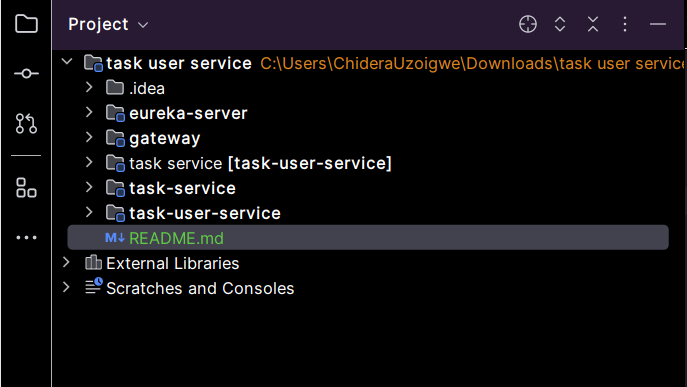 Project
task user service C:\Users\ChideraUzoigwe\Downloads\task user service
.idea
eureka-server
gateway
task service [task-user-service]
task-service
task-user-service
M↓ README.md
External Libraries
Scratches and Consoles